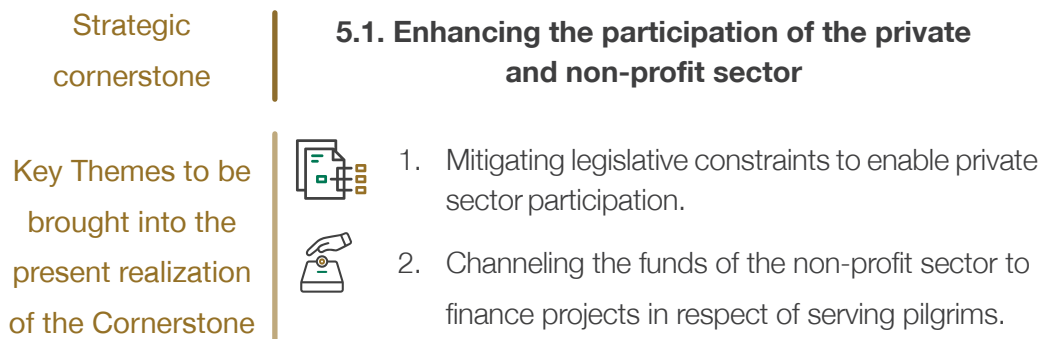 Strategic
cornerstone
5.1. Enhancing the participation of the private
and non-profit sector
Key Themes to be
brought into the
present realization
of the Cornerstone
1. Mitigating legislative constraints to enable private
sector participation.
2. Channeling the funds of the non-profit sector to
finance projects in respect of serving pilgrims.